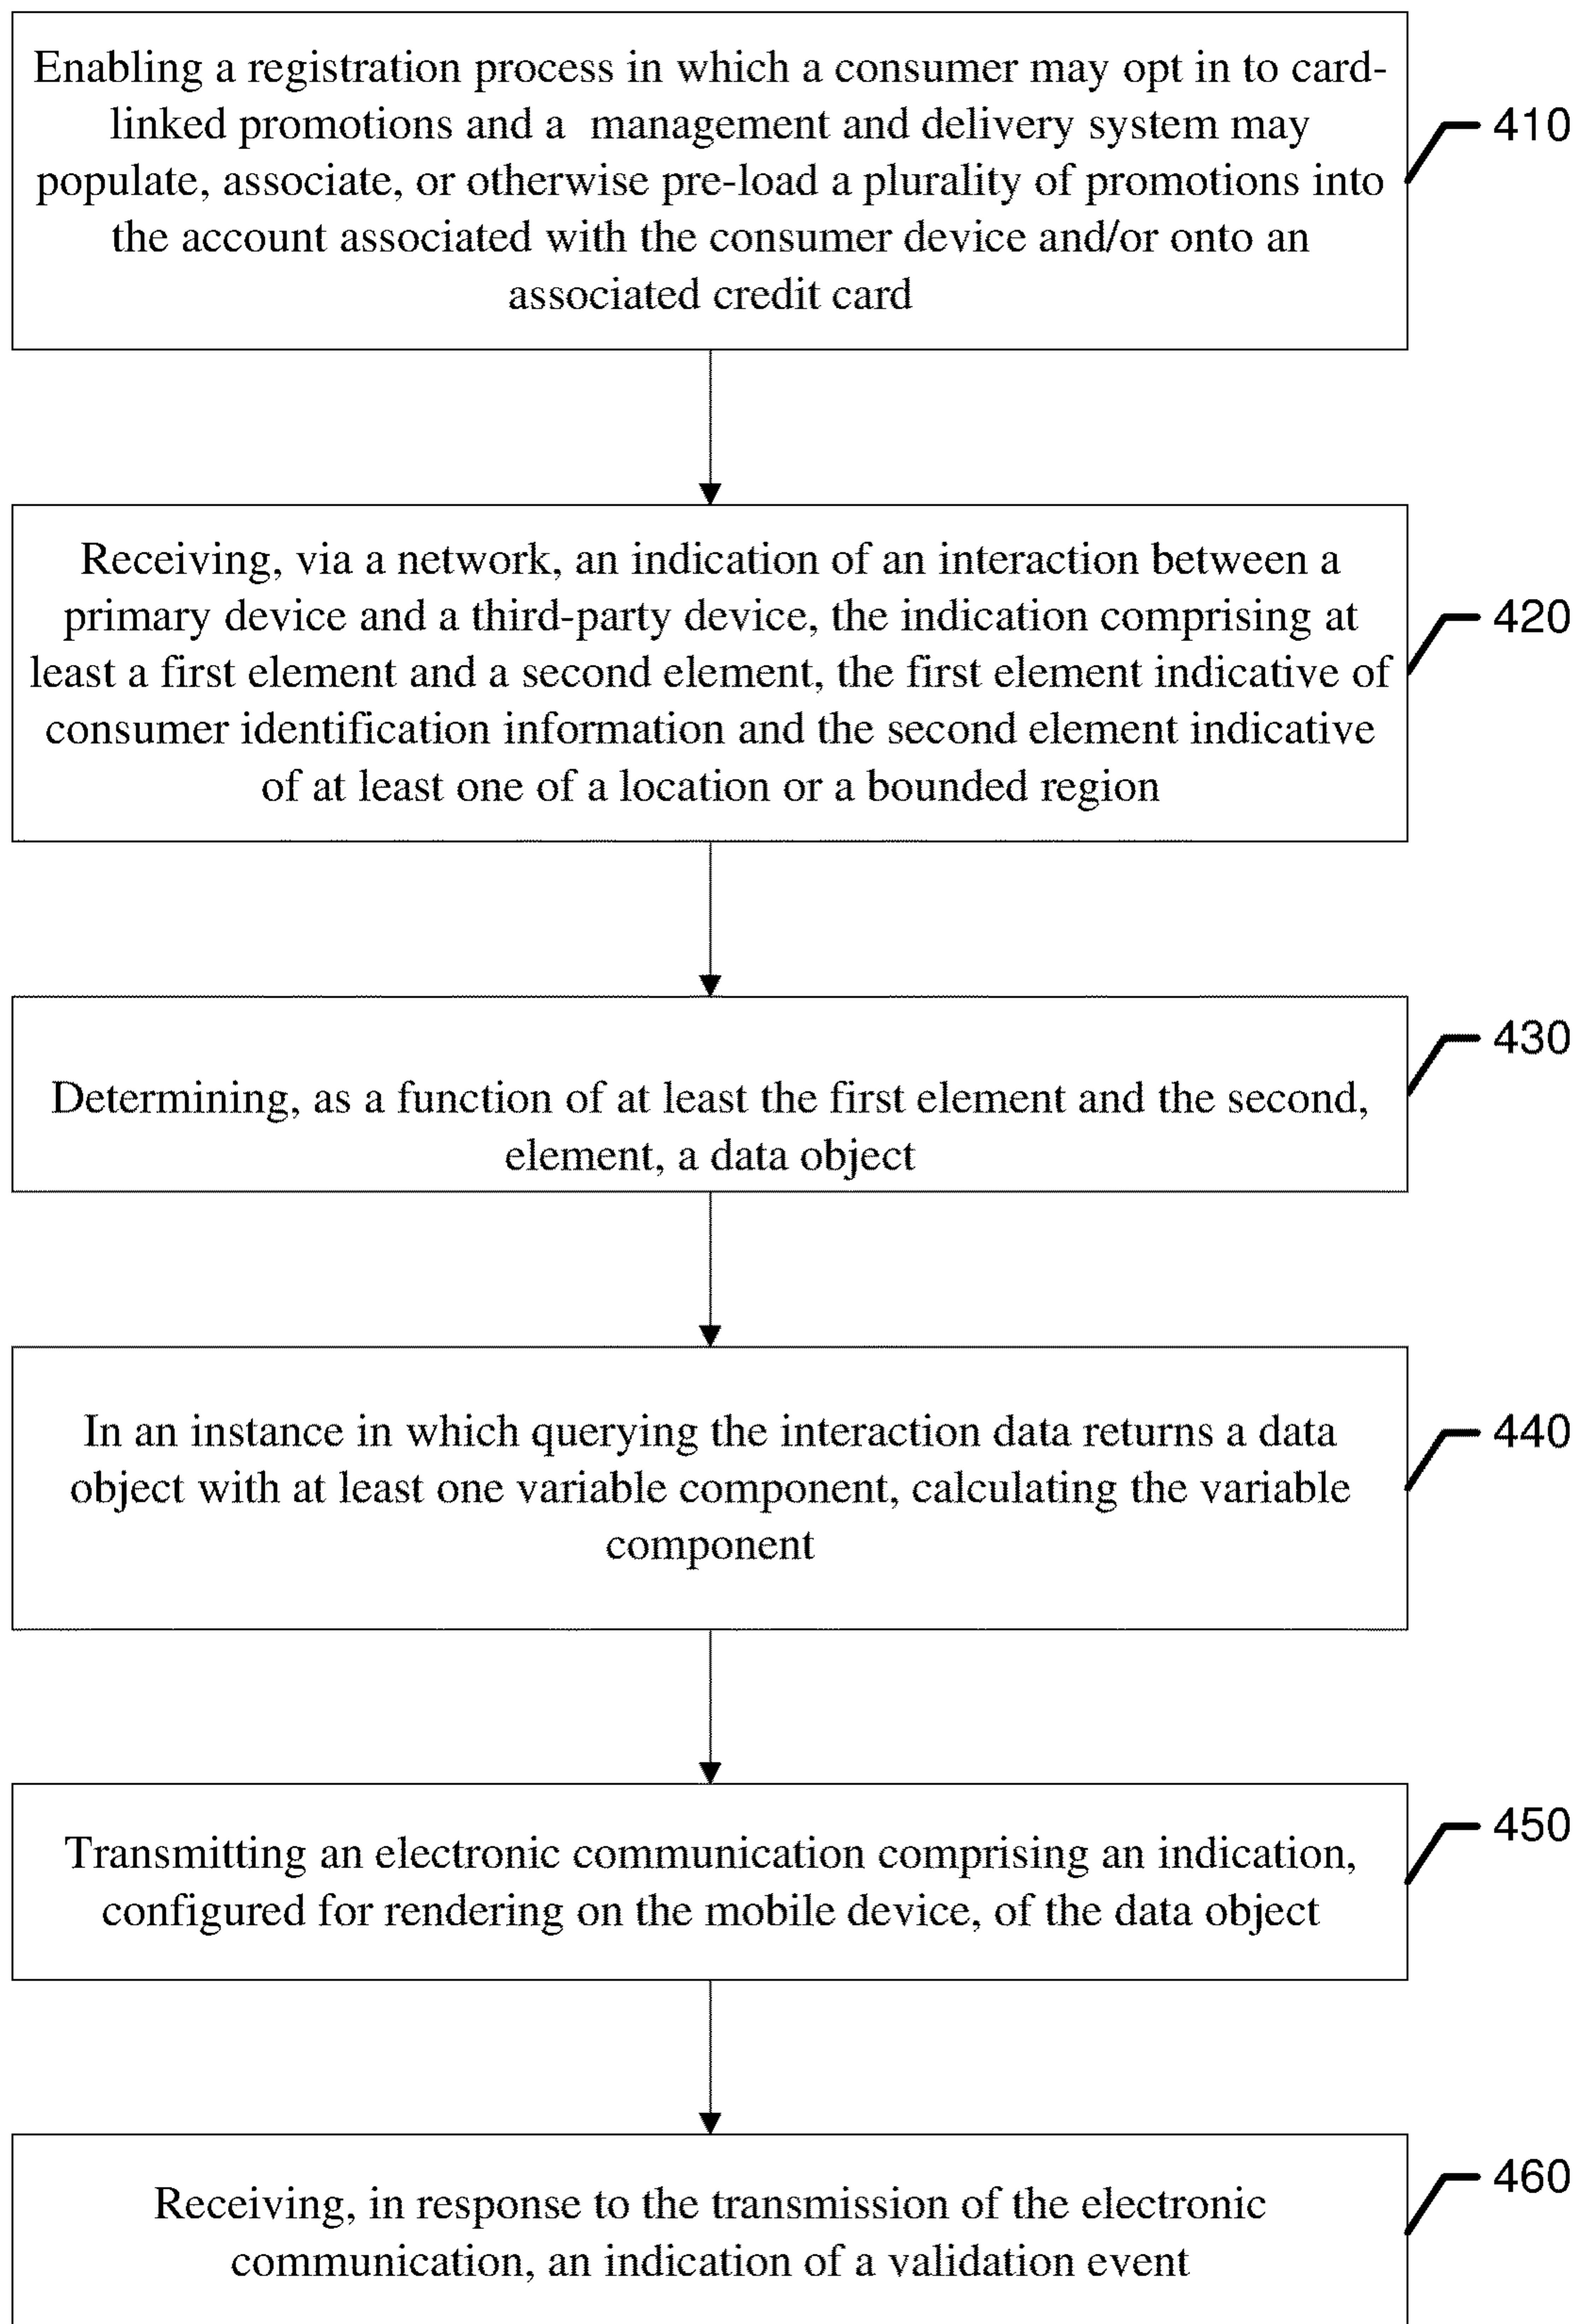 Enabling a registration process in which a consumer may opt in to card-
linked promotions and a management and delivery system may
populate, associate, or otherwise pre-load a plurality of promotions into
the account associated with the consumer device and/or onto an
associated credit card
410
Receiving, via a network, an indication of an interaction between a
primary device and a third-party device, the indication comprising at
least a first element and a second element, the first element indicative of
consumer identification information and the second element indicative
of at least one of a location or a bounded region
420
Determining, as a function of at least the first element and the second,
element, a data object
430
In an instance in which querying the interaction data returns a data
object with at least one variable component, calculating the variable
component
440
Transmitting an electronic communication comprising an indication,
configured for rendering on the mobile device, of the data object
450
Receiving, in response to the transmission of the electronic
communication, an indication of a validation event
460